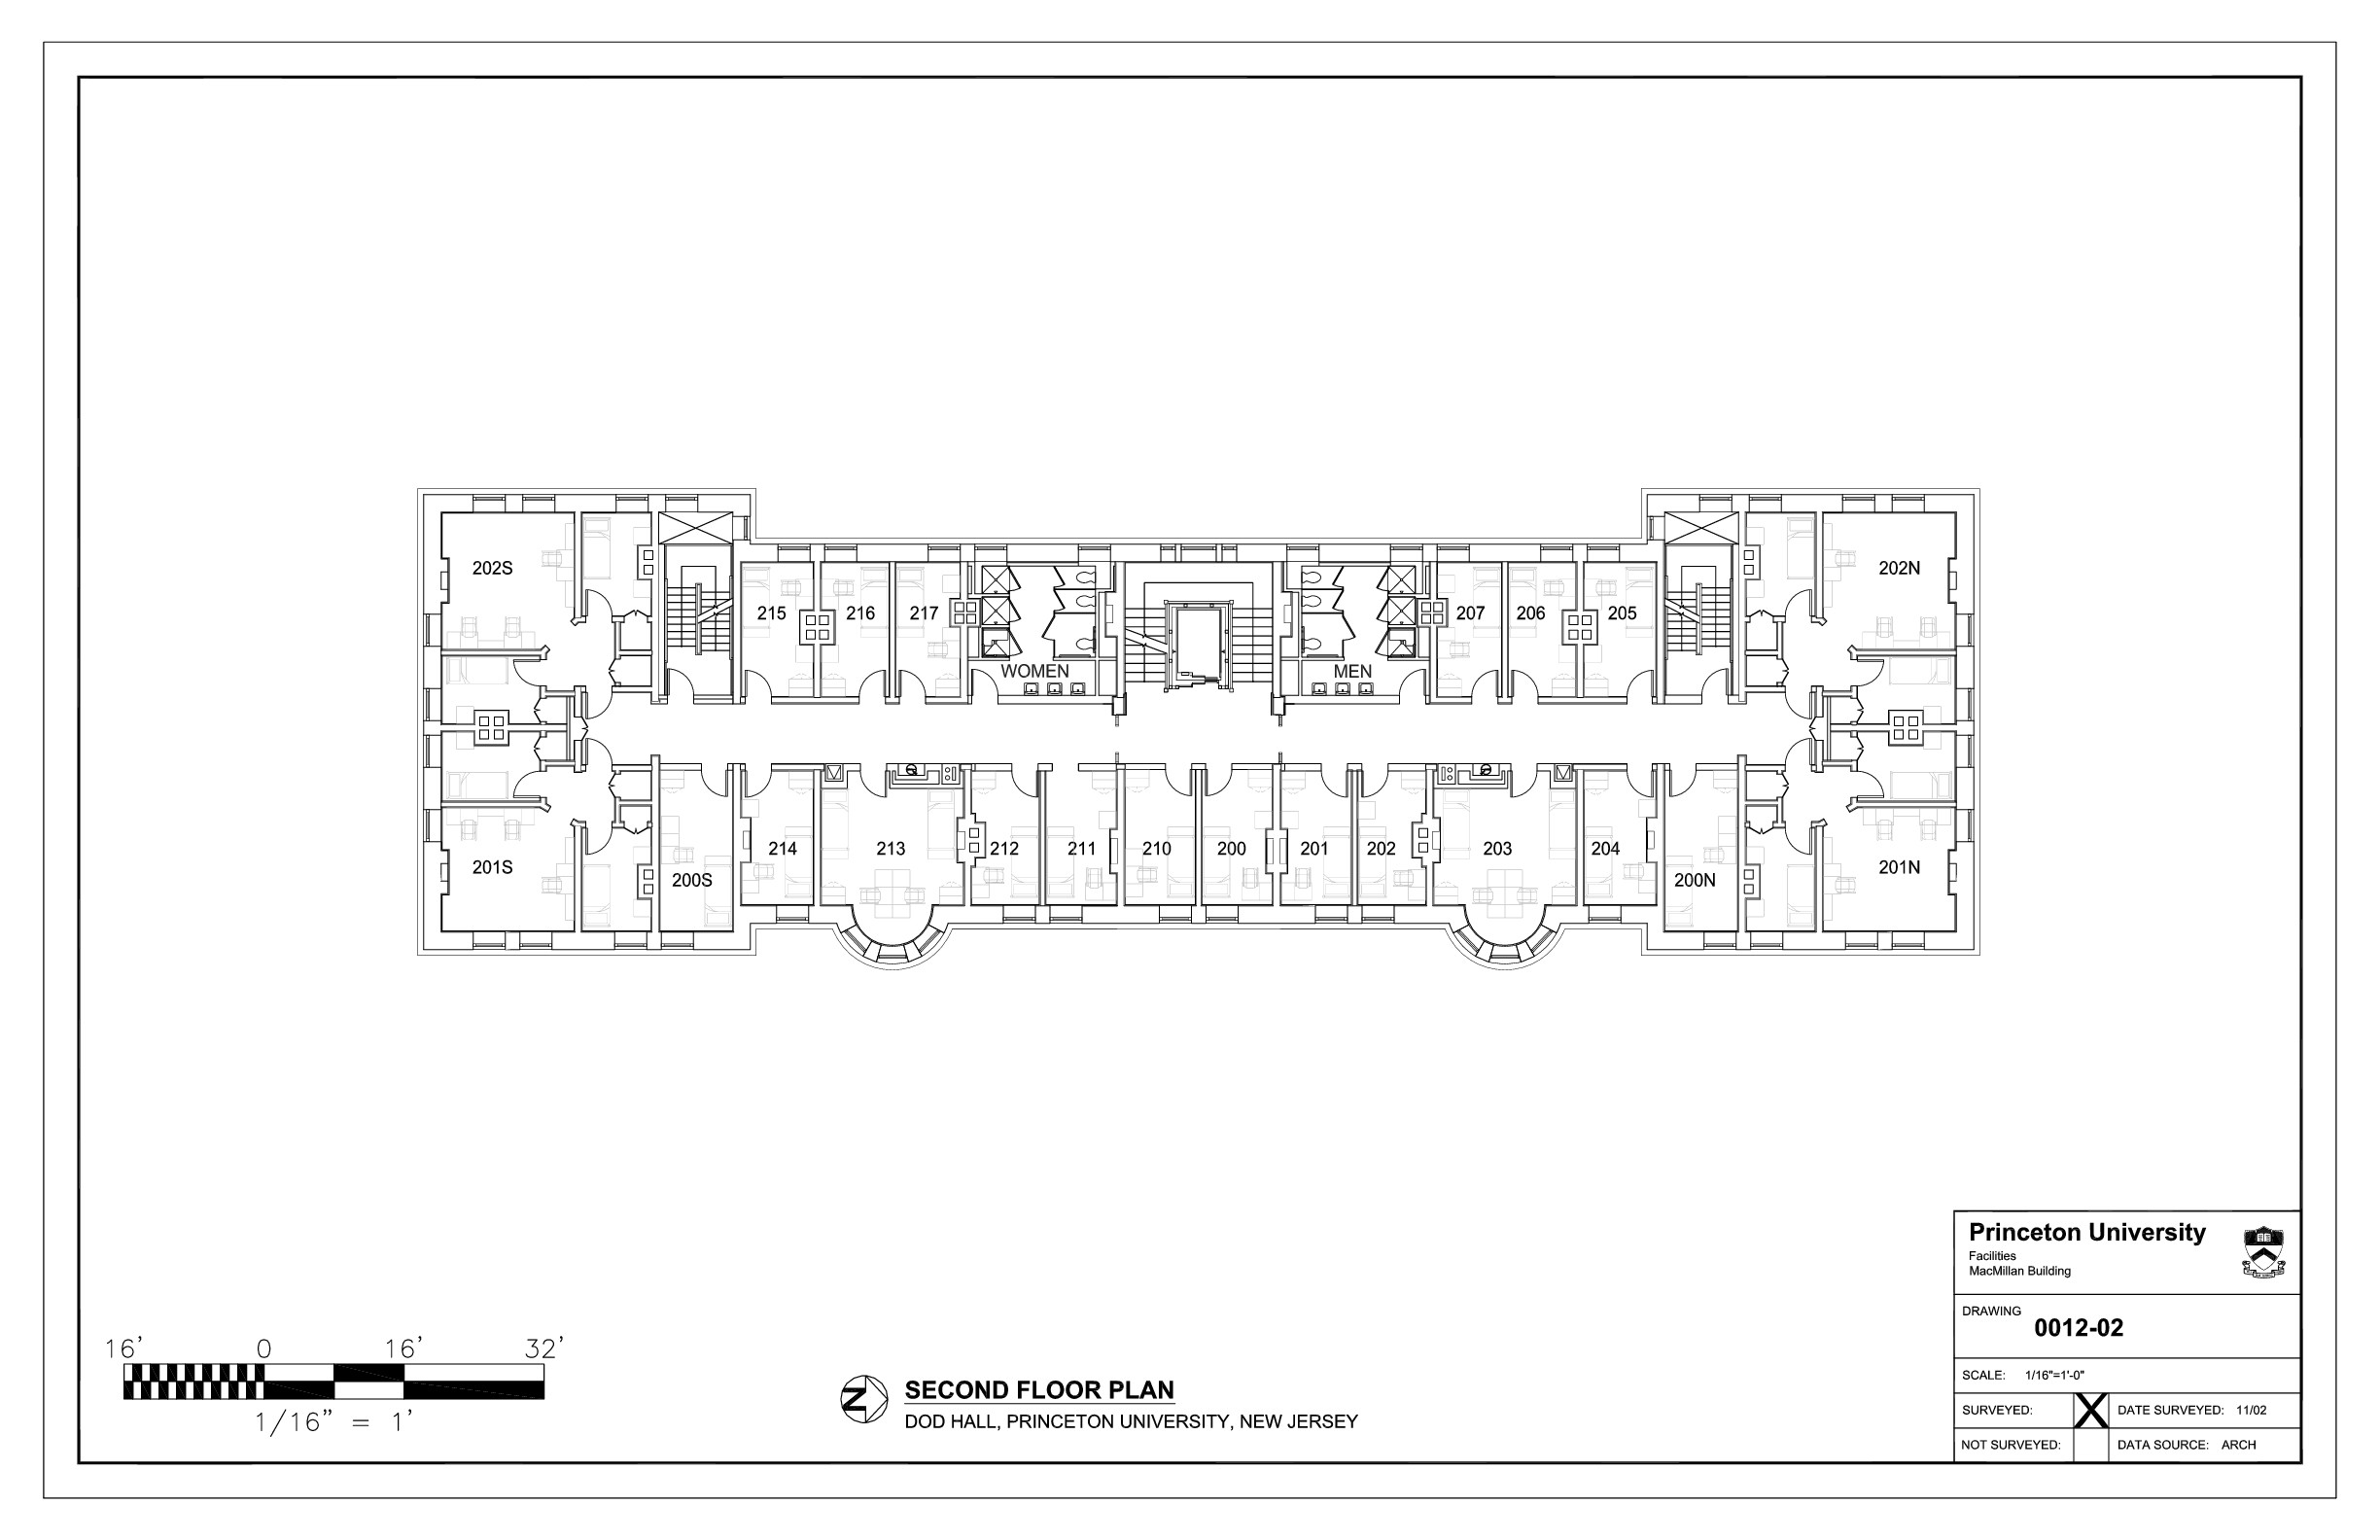 202S
202N
215
216
217
207
206
205
WOMEN
MEN
214
213
212
211
210
200
201
202
203
204
201S
200S
200N
201N
Princeton University
Facilities
MacMillan Building
DRAWING
0012-02
SCALE: 1/16"=1'-0"
SURVEYED: X DATE SURVEYED: 11/02
NOT SURVEYED: DATA SOURCE: ARCH
16' 0 16' 32'
1/16” = 1'
N
SECOND FLOOR PLAN
DOD HALL, PRINCETON UNIVERSITY, NEW JERSEY